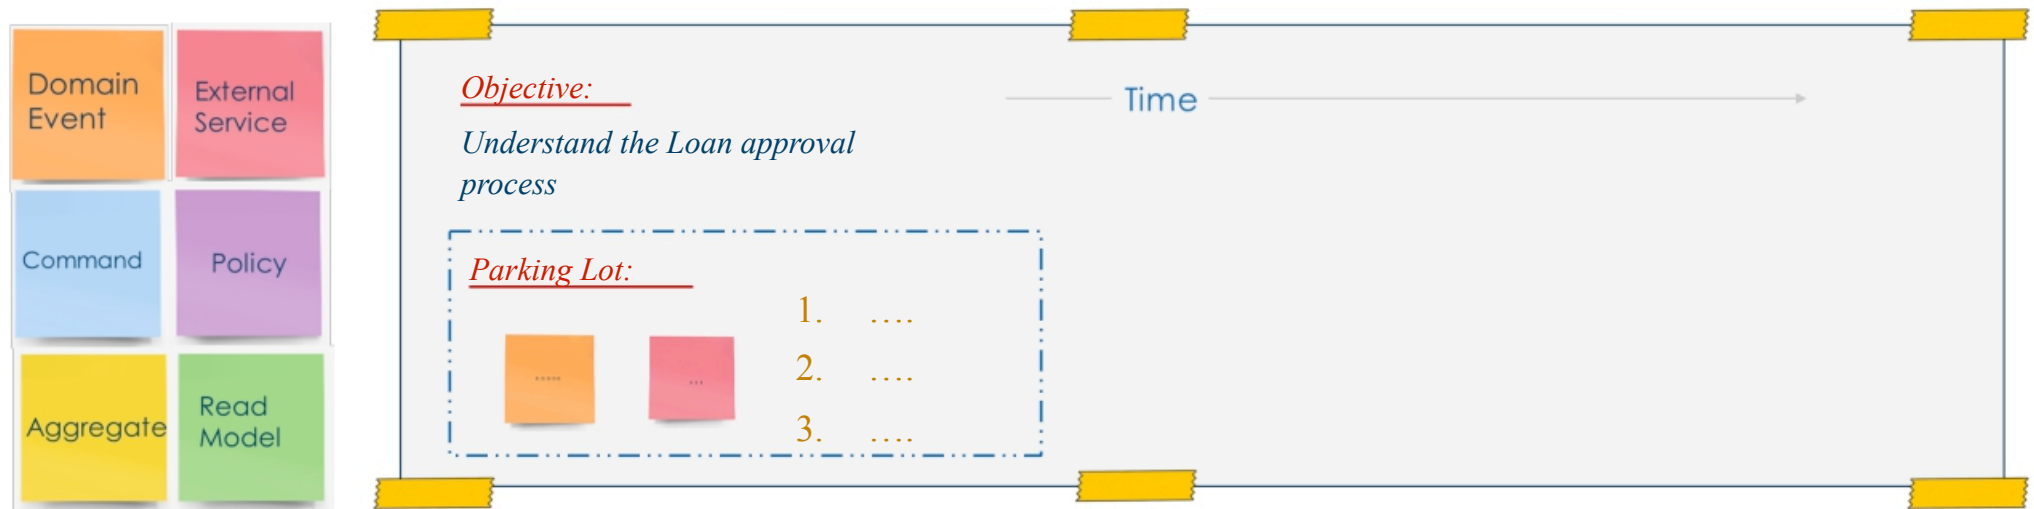 Domain
Event
External
Service
Command
Policy
Aggregate
Read
Model
Objective:
Understand the Loan approval
process
Time
Parking Lot:
.....
...
1. ....
2. ....
3. ....